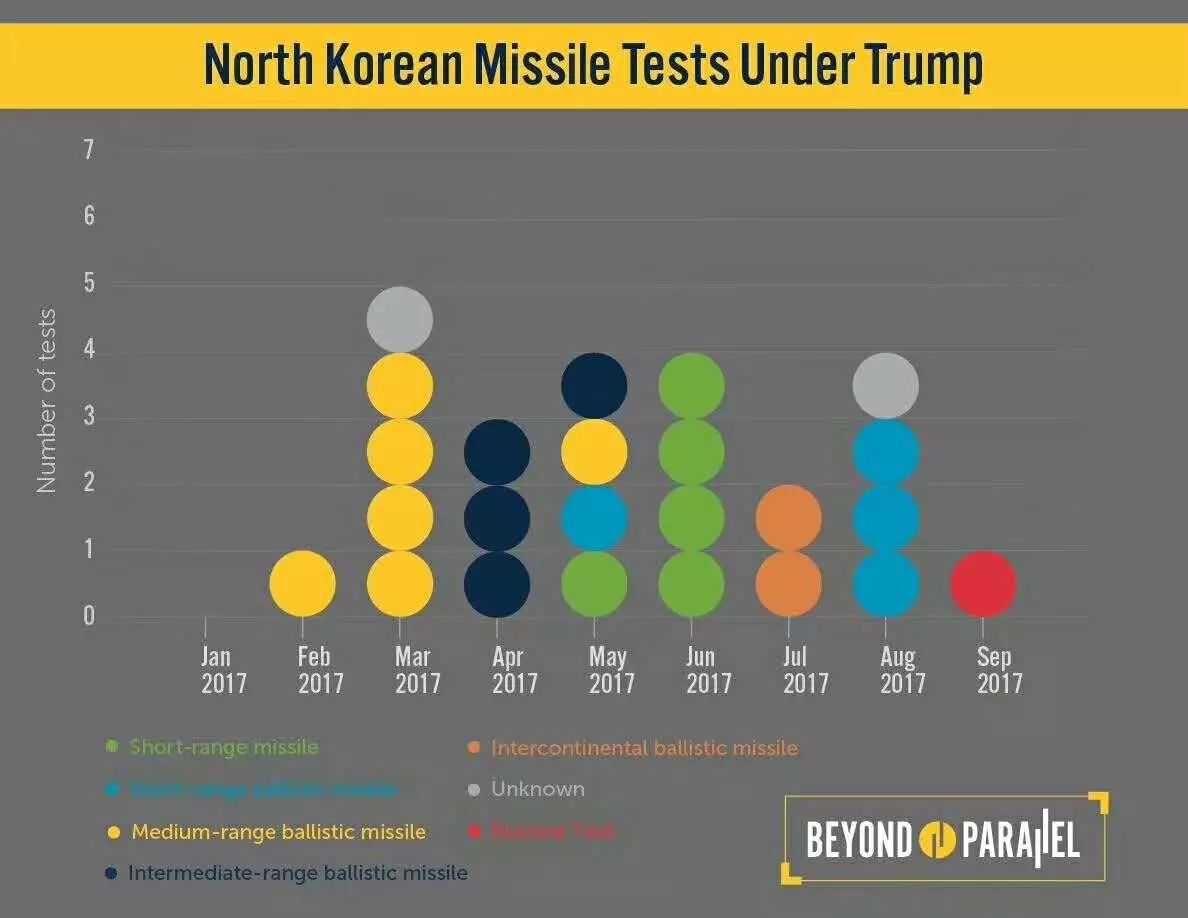 North Korean Missile Tests Under Trump
Number of tests
7
6
5
4
3
2
1
0
Jan 2017
Feb 2017
Mar 2017
Apr 2017
May 2017
Jun 2017
Jul 2017
Aug 2017
Sep 2017
Short-range missile
Short-range ballistic missile
Medium-range ballistic missile
Intermediate-range ballistic missile
Intercontinental ballistic missile
Unknown
Nuclear Test
BEYOND PARALLEL